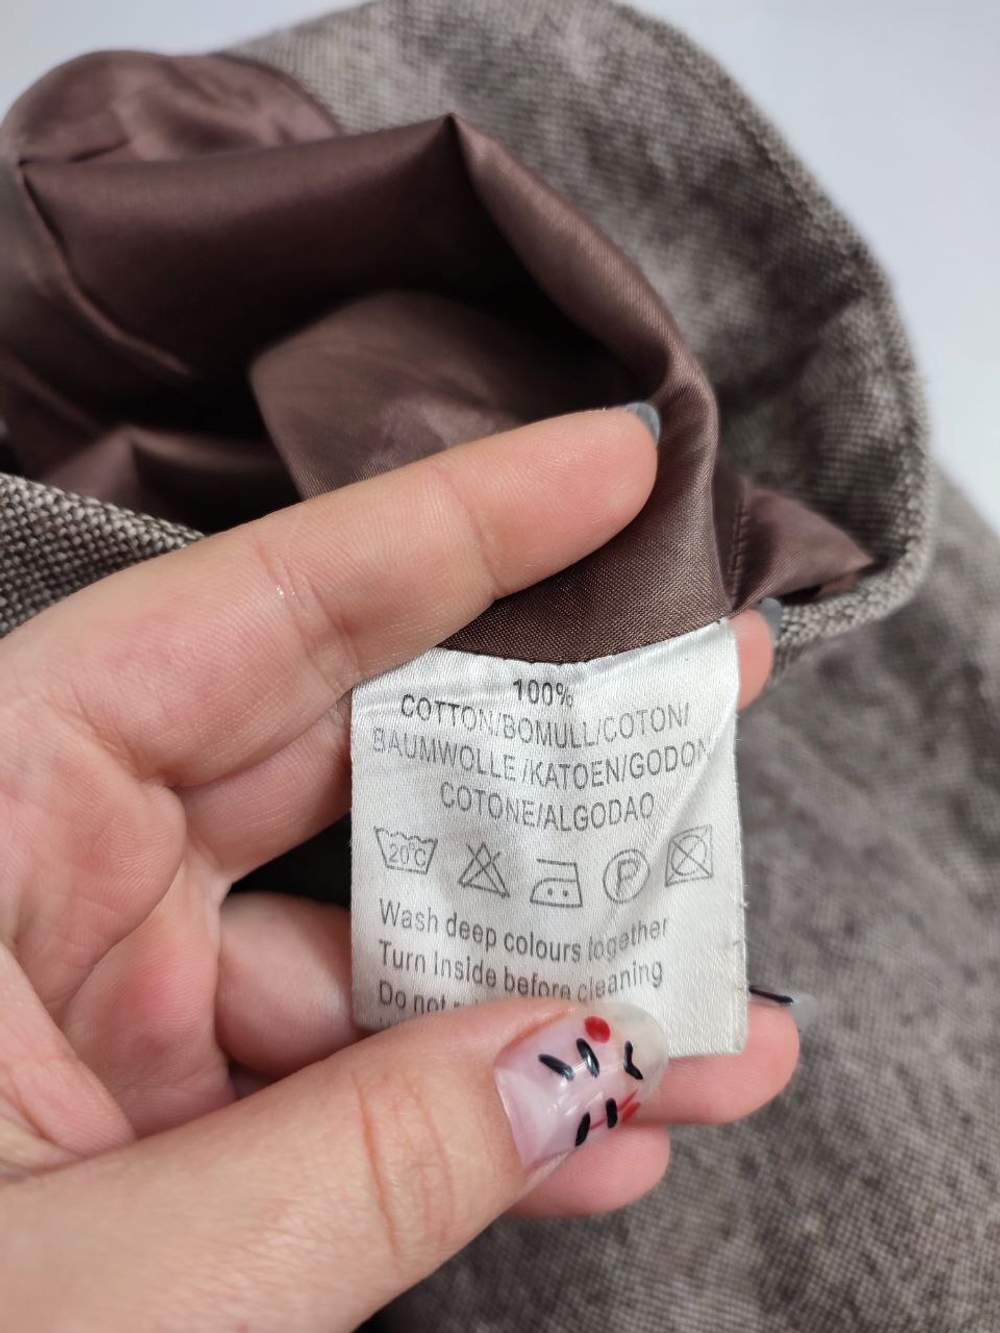 100%
COTTON/BOMULL/COTON/
BAUMWOLLE/KATOEN/GODON
COTONE/ALGODAO
20°C
P
Wash deep colours together
Turn Inside before cleaning
Do not